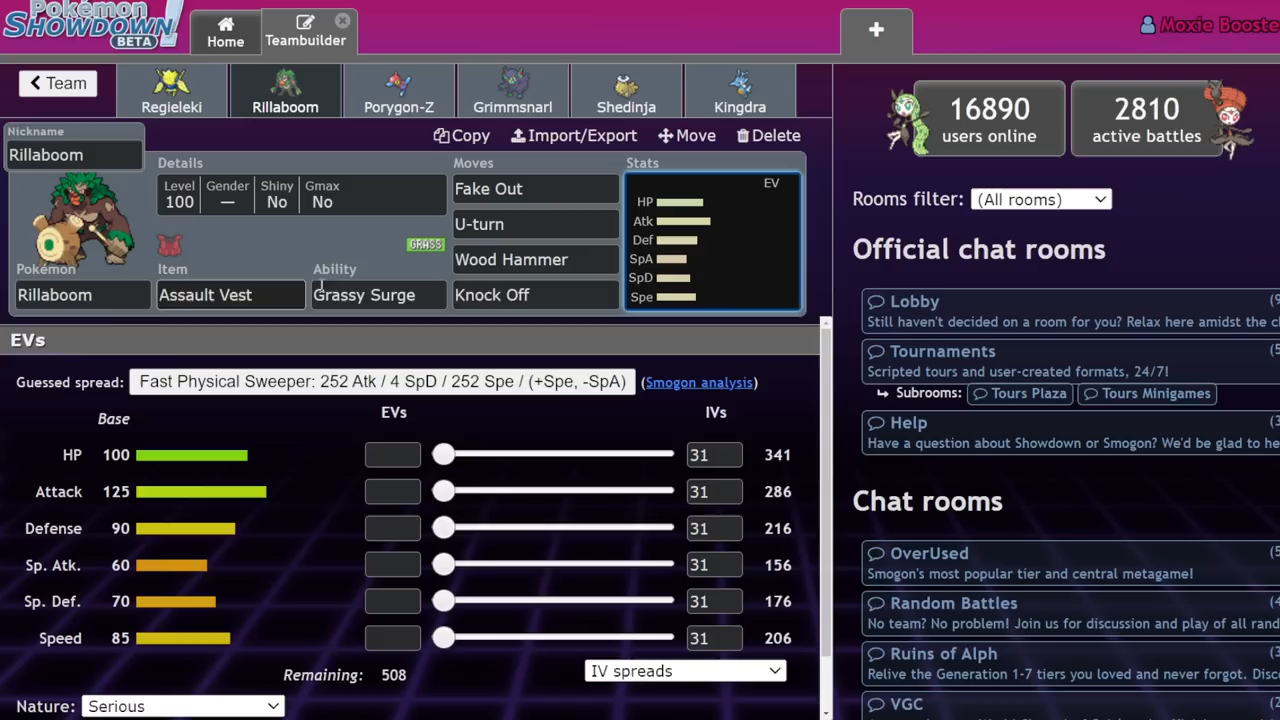 Pokémon
SHOWDOWN!
BETA
Home
Teambuilder
+
Moxie Booste
< Team
Regieleki
Rillaboom
Porygon-Z
Grimmsnarl
Shedinja
Kingdra
Copy
Import/Export
Move
Delete
Nickname
Rillaboom
Details
Level
100
Gender
—
Shiny
No
Gmax
No
GRASS
Pokémon
Rillaboom
Item
Assault Vest
Ability
Grassy Surge
Moves
Fake Out
U-turn
Wood Hammer
Knock Off
Stats
EV
HP
Atk
Def
SpA
SpD
Spe
EVs
Guessed spread: Fast Physical Sweeper: 252 Atk / 4 SpD / 252 Spe / (+Spe, -SpA) (Smogon analysis)
Base EVs IVs
HP 100 31 341
Attack 125 31 286
Defense 90 31 216
Sp. Atk. 60 31 156
Sp. Def. 70 31 176
Speed 85 31 206
Remaining: 508
IV spreads
Nature: Serious
16890
users online
2810
active battles
Rooms filter: (All rooms)
Official chat rooms
Lobby
Still haven't decided on a room for you? Relax here amidst the c
Tournaments
Scripted tours and user-created formats, 24/7!
Subrooms: Tours Plaza Tours Minigames
Help
Have a question about Showdown or Smogon? We'd be glad to he
Chat rooms
OverUsed
Smogon's most popular tier and central metagame!
Random Battles
No team? No problem! Join us for discussion and play of all rand
Ruins of Alph
Relive the Generation 1-7 tiers you loved and never forgot. Disc
VGC